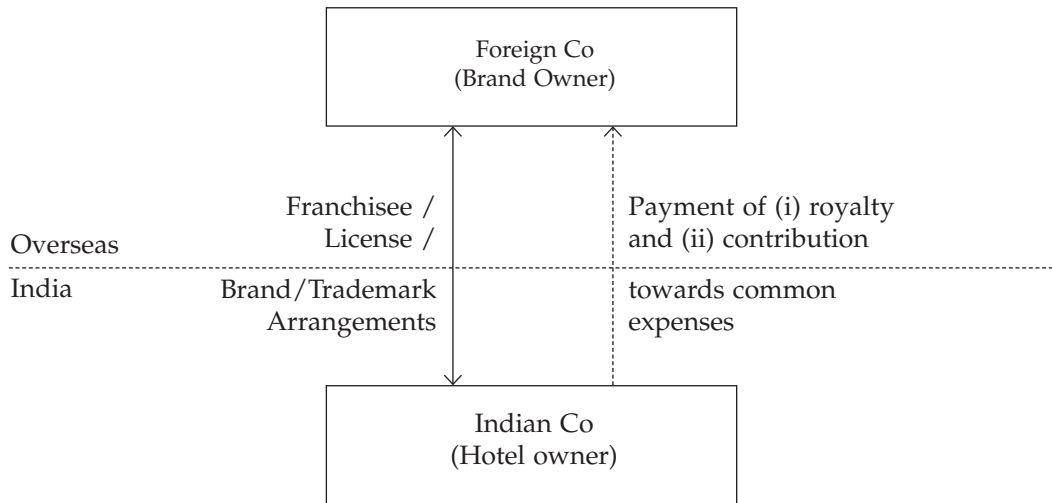 Foreign Co
(Brand Owner)
Franchisee /
License /
Payment of (i) royalty
and (ii) contribution
Overseas
India
Brand/Trademark
Arrangements
towards common
expenses
Indian Co
(Hotel owner)